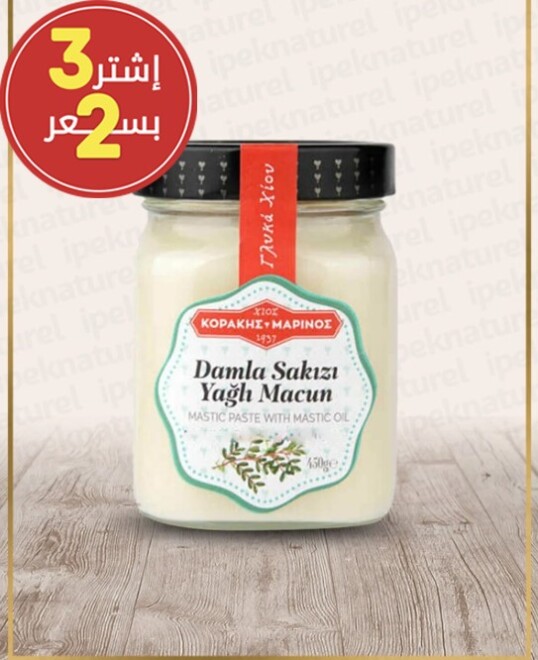 إشتر 3
بسعر 2
Γλυκά Χίου
ΧΙΟΣ
ΚΟΡΑΚΗΣ ΜΑΡΙΝΟΣ
1937
Damla Sakızı
Yağlı Macun
MASTIC PASTE WITH MASTIC OIL
450g e
ipeknaturel